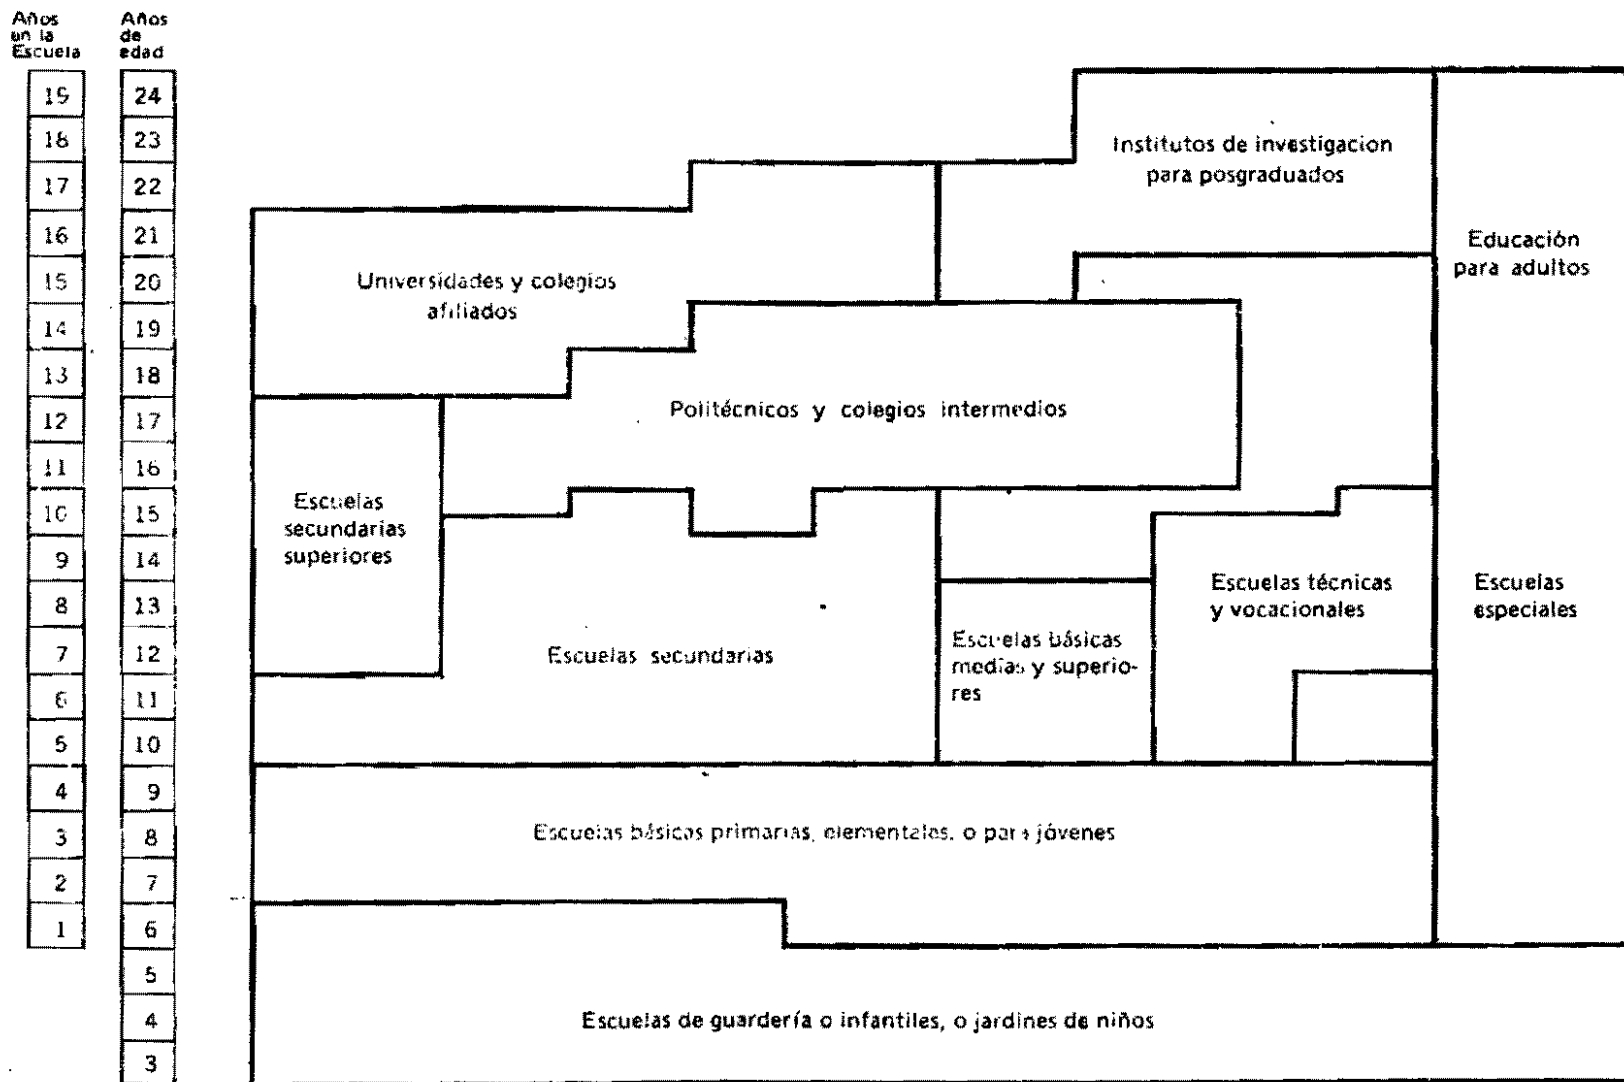 Años
en la
Escuela
Años
de
edad
19 24
18 23
17 22
16 21
15 20
14 19
13 18
12 17
11 16
10 15
9 14
8 13
7 12
6 11
5 10
4 9
3 8
2 7
1 6
5
4
3
Institutos de investigacion
para posgraduados
Educación
para adultos
Universidades y colegios
afiliados
Politécnicos y colegios intermedios
Escuelas
secundarias
superiores
Escuelas secundarias
Escuelas básicas
medias y superio-
res
Escuelas técnicas
y vocacionales
Escuelas
especiales
Escuelas básicas primarias, elementales, o para jóvenes
Escuelas de guardería o infantiles, o jardines de niños